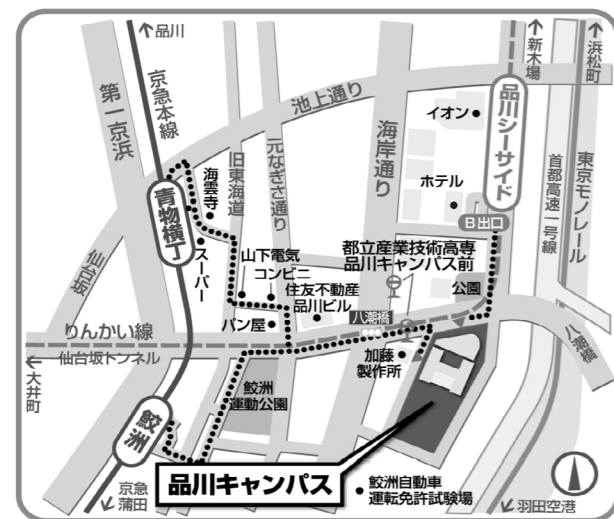 品川
京急本線
第一京浜
池上通り
海岸通り
イオン
新木場
浜松町
品川シーサイド
首都高速一号線
東京モノレール
海雲寺
旧東海道
元なぎさ通り
ホテル
B出口
青物横丁
仙台坂
スーパー
山下電気
コンビニ
住友不動産
品川ビル
都立産業技術高専
品川キャンパス前
公園
パン屋
八潮橋
りんかい線
仙台坂トンネル
大井町
加藤
製作所
八潮橋
鮫洲
運動公園
鮫洲
品川キャンパス
鮫洲自動車
運転免許試験場
京急
蒲田
羽田空港